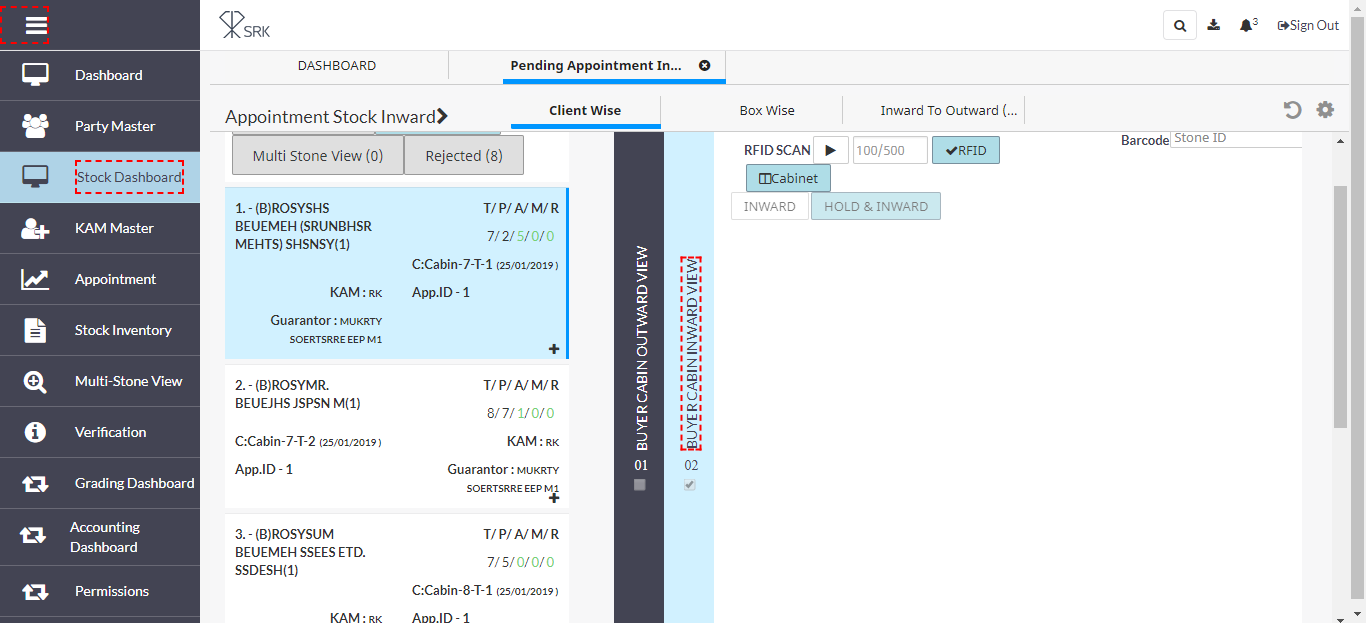 SRK
3
Sign Out
Dashboard
Party Master
Stock Dashboard
KAM Master
Appointment
Stock Inventory
Multi-Stone View
Verification
Grading Dashboard
Accounting
Dashboard
Permissions
DASHBOARD
Pending Appointment In...
Appointment Stock Inward
Client Wise
Box Wise
Inward To Outward (...
Multi Stone View (0)
Rejected (8)
1. - (B)ROSYSHS
BEUEMEH (SRUNBHSR
MEHTS) SHSNSY(1)
T/ P/ A/ M/ R
7/ 2/ 5/ 0/ 0
C:Cabin-7-T-1 (25/01/2019 )
KAM : RK
App.ID - 1
Guarantor : MUKRTY
SOERTSRRE EEP M1
2. - (B)ROSYMR.
BEUEJHS JSPSN M(1)
T/ P/ A/ M/ R
8/ 7/ 1/ 0/ 0
C:Cabin-7-T-2 (25/01/2019 )
KAM : RK
App.ID - 1
Guarantor : MUKRTY
SOERTSRRE EEP M1
3. - (B)ROSYSUM
BEUEMEH SSEES ETD.
SSDESH(1)
T/ P/ A/ M/ R
7/ 5/ 0/ 0/ 0
C:Cabin-8-T-1 (25/01/2019 )
KAM : RK
App.ID - 1
BUYER CABIN OUTWARD VIEW
01
BUYER CABIN INWARD VIEW
02
RFID SCAN
100/500
RFID
Barcode
Stone ID
Cabinet
INWARD
HOLD & INWARD